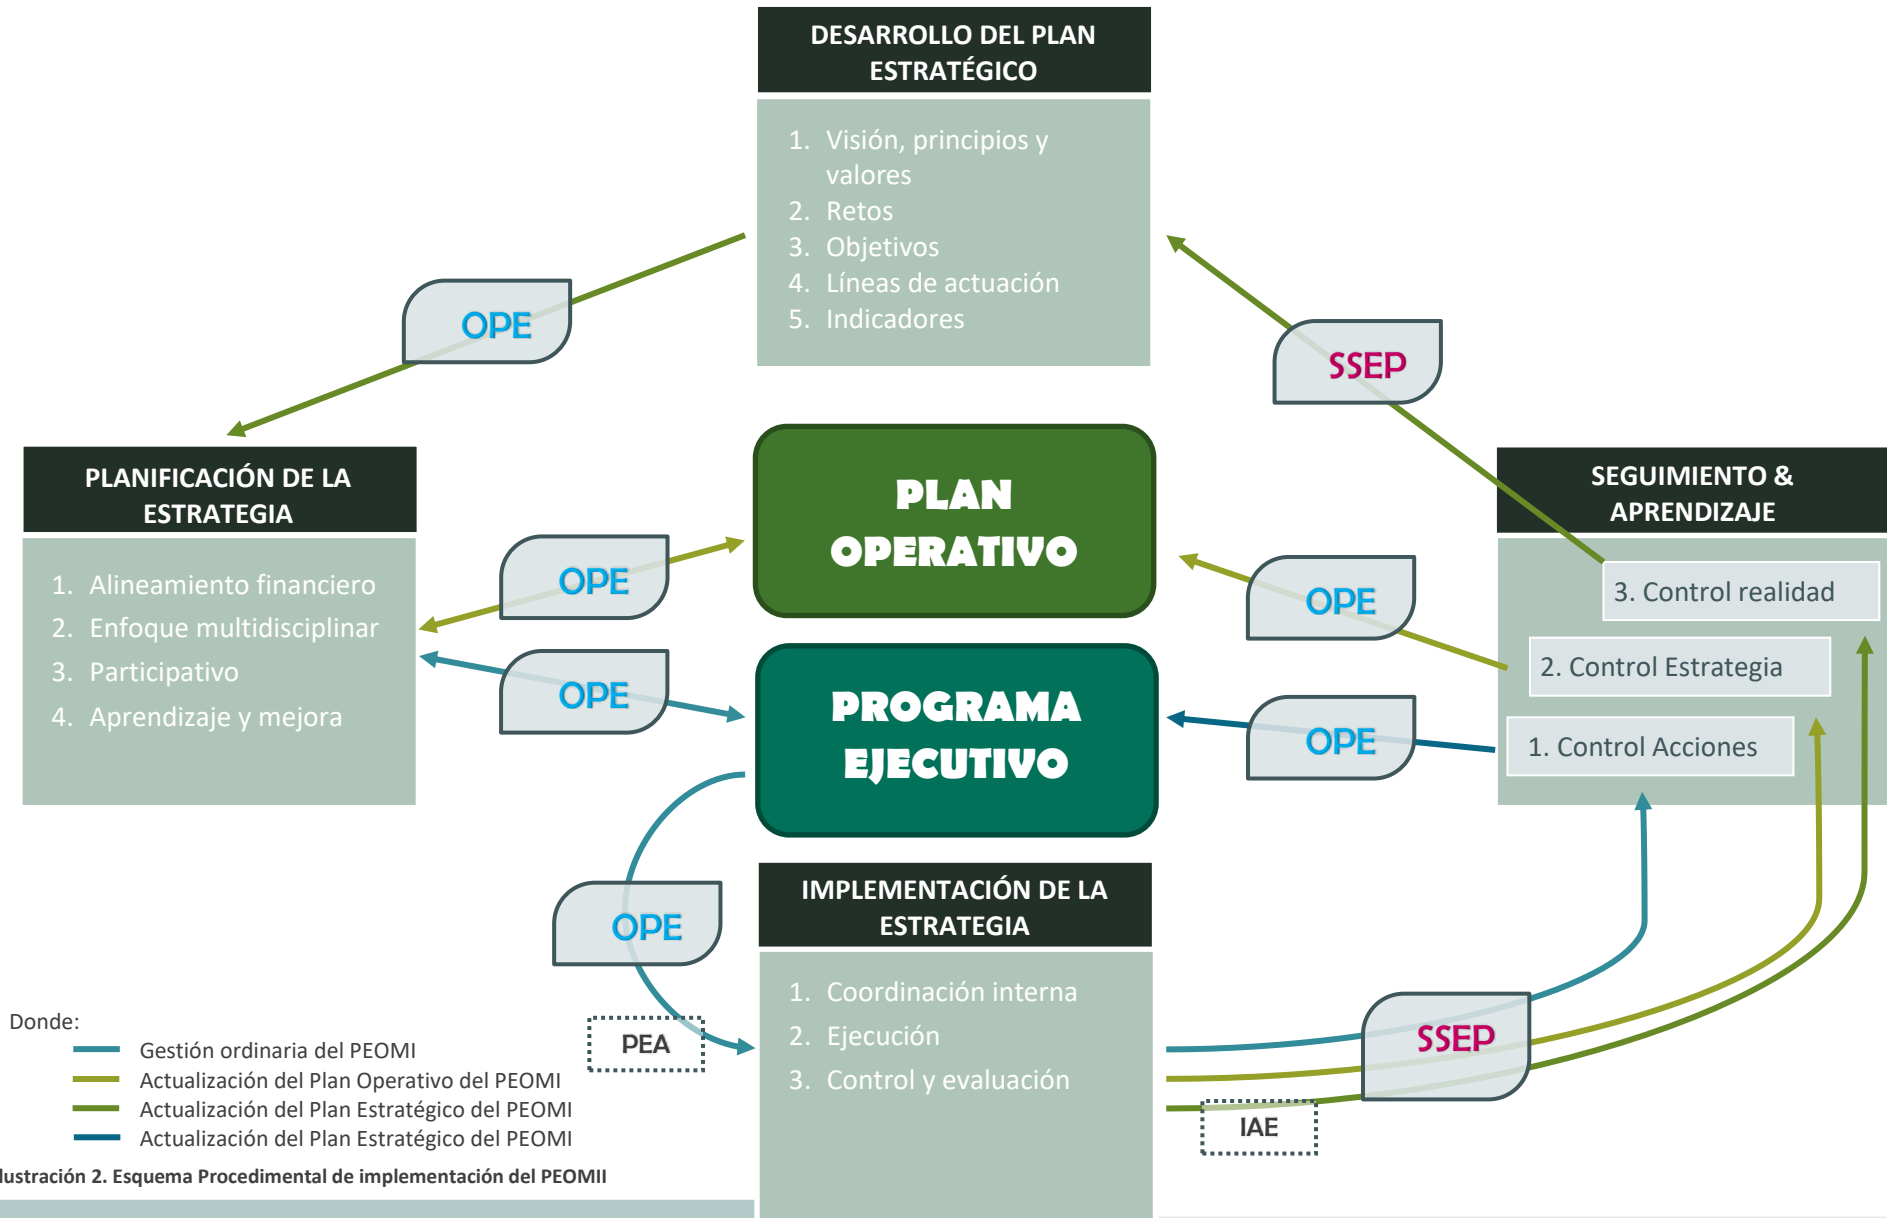 DESARROLLO DEL PLAN
ESTRATÉGICO
1. Visión, principios y
valores
2. Retos
3. Objetivos
4. Líneas de actuación
5. Indicadores
OPE
SSEP
PLANIFICACIÓN DE LA
ESTRATEGIA
1. Alineamiento financiero
2. Enfoque multidisciplinar
3. Participativo
4. Aprendizaje y mejora
OPE
OPE
PLAN
OPERATIVO
PROGRAMA
EJECUTIVO
OPE
OPE
SEGUIMIENTO &
APRENDIZAJE
3. Control realidad
2. Control Estrategia
1. Control Acciones
OPE
PEA
IMPLEMENTACIÓN DE LA
ESTRATEGIA
1. Coordinación interna
2. Ejecución
3. Control y evaluación
SSEP
IAE
Donde:
Gestión ordinaria del PEOMI
Actualización del Plan Operativo del PEOMI
Actualización del Plan Estratégico del PEOMI
Actualización del Plan Estratégico del PEOMI
lustración 2. Esquema Procedimental de implementación del PEOMII